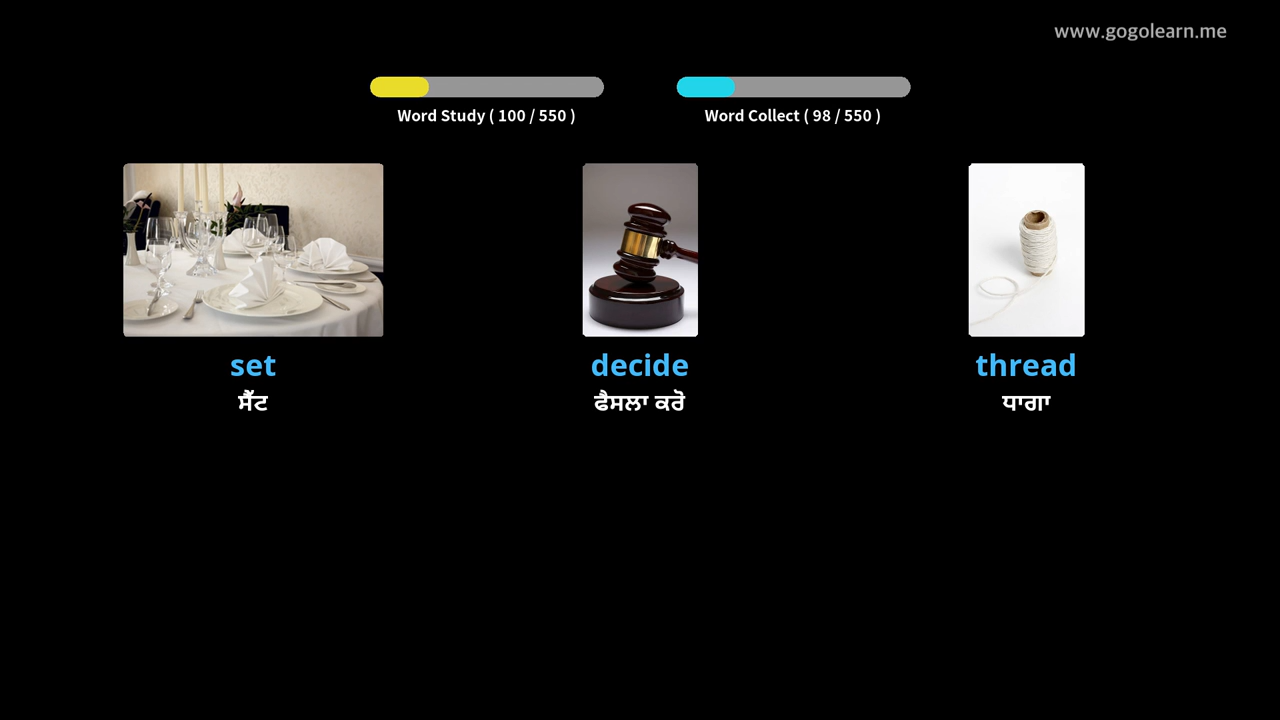 www.gogolearn.me
Word Study ( 100 / 550 )
Word Collect ( 98 / 550 )
set
decide
thread
ਸੈੱਟ
ਫੈਸਲਾ ਕਰੋ
ਧਾਗਾ